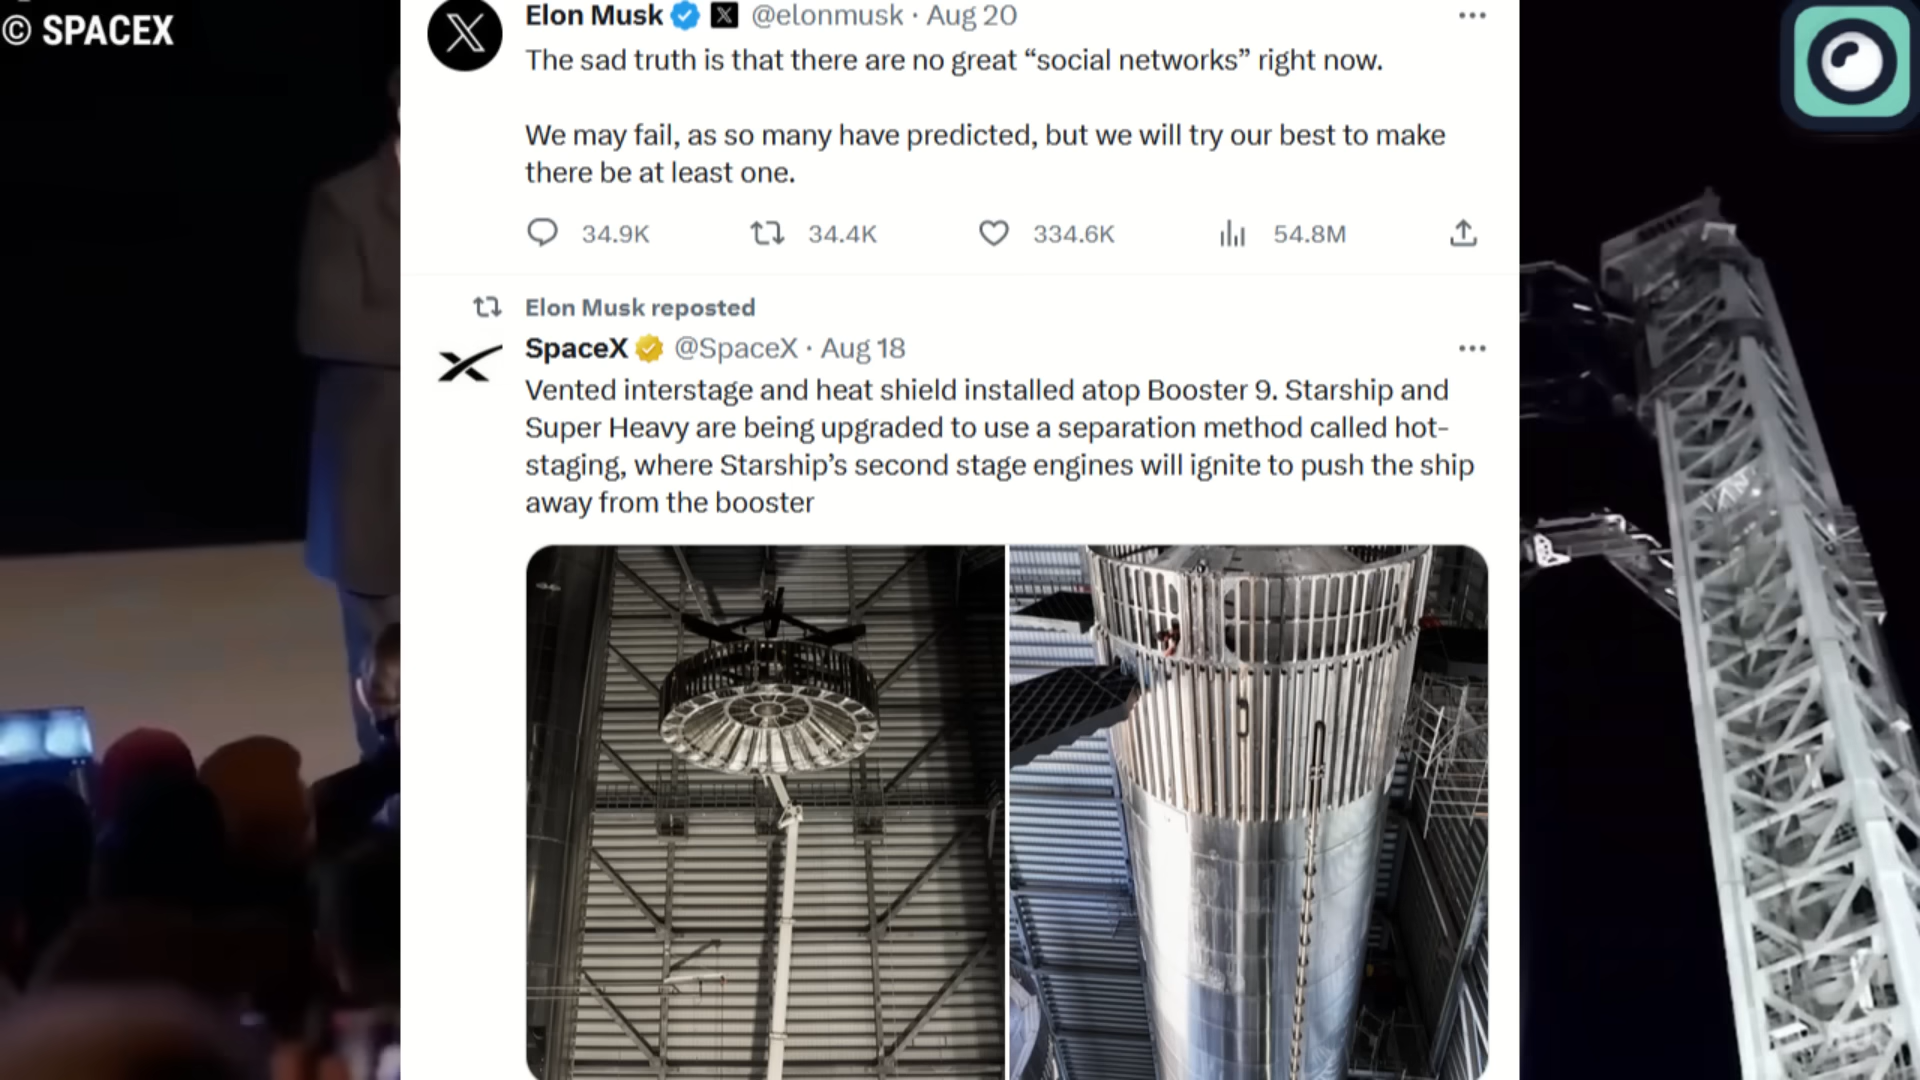 © SPACEX
Elon Musk @elonmusk · Aug 20
The sad truth is that there are no great “social networks” right now.
We may fail, as so many have predicted, but we will try our best to make
there be at least one.
34.9K 34.4K 334.6K 54.8M
Elon Musk reposted
SpaceX @SpaceX · Aug 18
Vented interstage and heat shield installed atop Booster 9. Starship and
Super Heavy are being upgraded to use a separation method called hot-
staging, where Starship’s second stage engines will ignite to push the ship
away from the booster